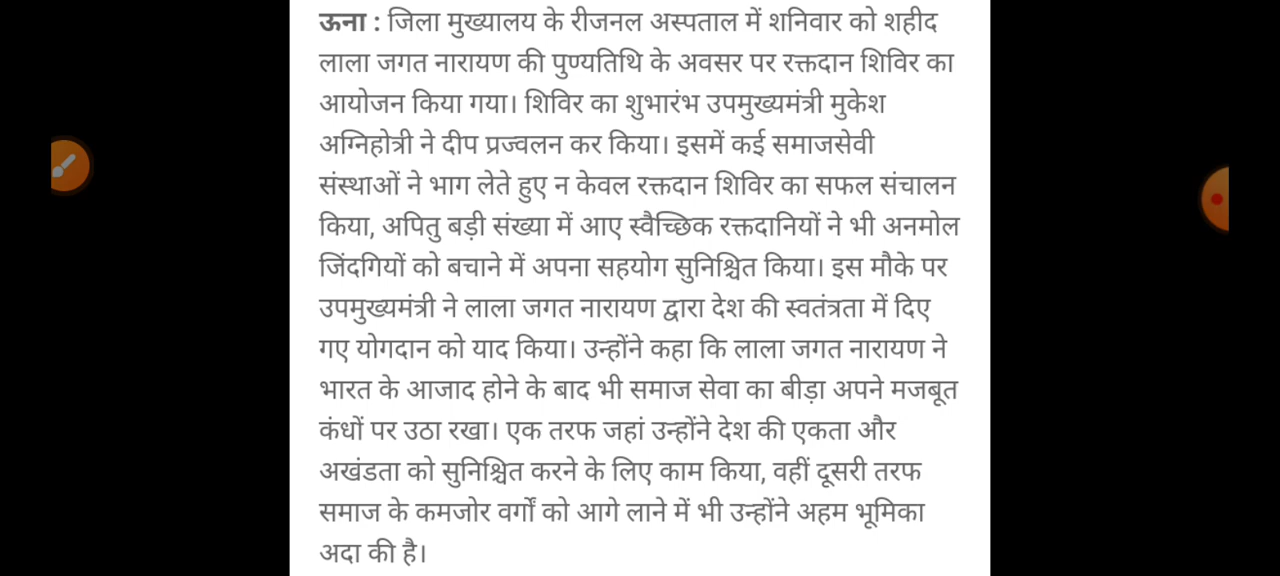 ऊना : जिला मुख्यालय के रीजनल अस्पताल में शनिवार को शहीद
लाला जगत नारायण की पुण्यतिथि के अवसर पर रक्तदान शिविर का
आयोजन किया गया। शिविर का शुभारंभ उपमुख्यमंत्री मुकेश
अग्निहोत्री ने दीप प्रज्वलन कर किया। इसमें कई समाजसेवी
संस्थाओं ने भाग लेते हुए न केवल रक्तदान शिविर का सफल संचालन
किया, अपितु बड़ी संख्या में आए स्वैच्छिक रक्तदानियों ने भी अनमोल
जिंदगियों को बचाने में अपना सहयोग सुनिश्चित किया। इस मौके पर
उपमुख्यमंत्री ने लाला जगत नारायण द्वारा देश की स्वतंत्रता में दिए
गए योगदान को याद किया। उन्होंने कहा कि लाला जगत नारायण ने
भारत के आजाद होने के बाद भी समाज सेवा का बीड़ा अपने मजबूत
कंधों पर उठा रखा। एक तरफ जहां उन्होंने देश की एकता और
अखंडता को सुनिश्चित करने के लिए काम किया, वहीं दूसरी तरफ
समाज के कमजोर वर्गों को आगे लाने में भी उन्होंने अहम भूमिका
अदा की है।